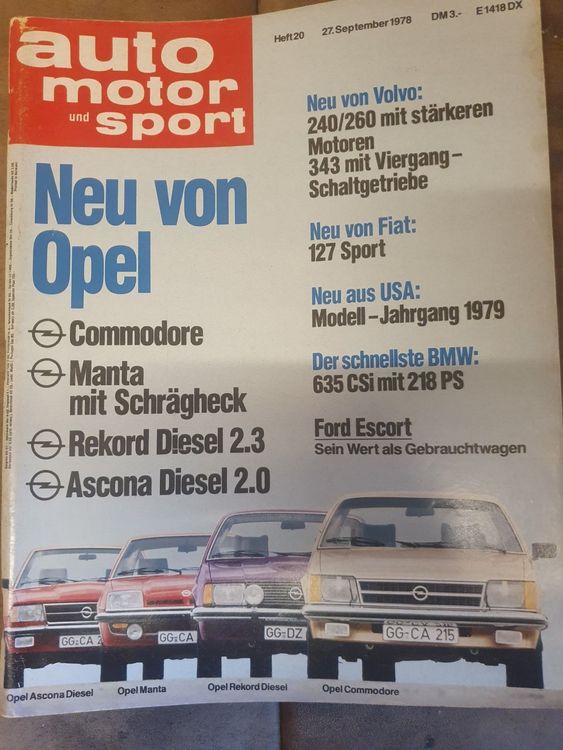 auto
motor
und sport
Heft 20 27. September 1978 DM 3.- E 1418 DX
Neu von
Opel
Commodore
Manta
mit Schrägheck
Rekord Diesel 2.3
Ascona Diesel 2.0
Neu von Volvo:
240/260 mit stärkeren
Motoren
343 mit Viergang-
Schaltgetriebe
Neu von Fiat:
127 Sport
Neu aus USA:
Modell-Jahrgang 1979
Der schnellste BMW:
635 CSi mit 218 PS
Ford Escort
Sein Wert als Gebrauchtwagen
GG-CA 2
GG-CA
GG-DZ
GG-CA 215
Opel Ascona Diesel
Opel Manta
Opel Rekord Diesel
Opel Commodore